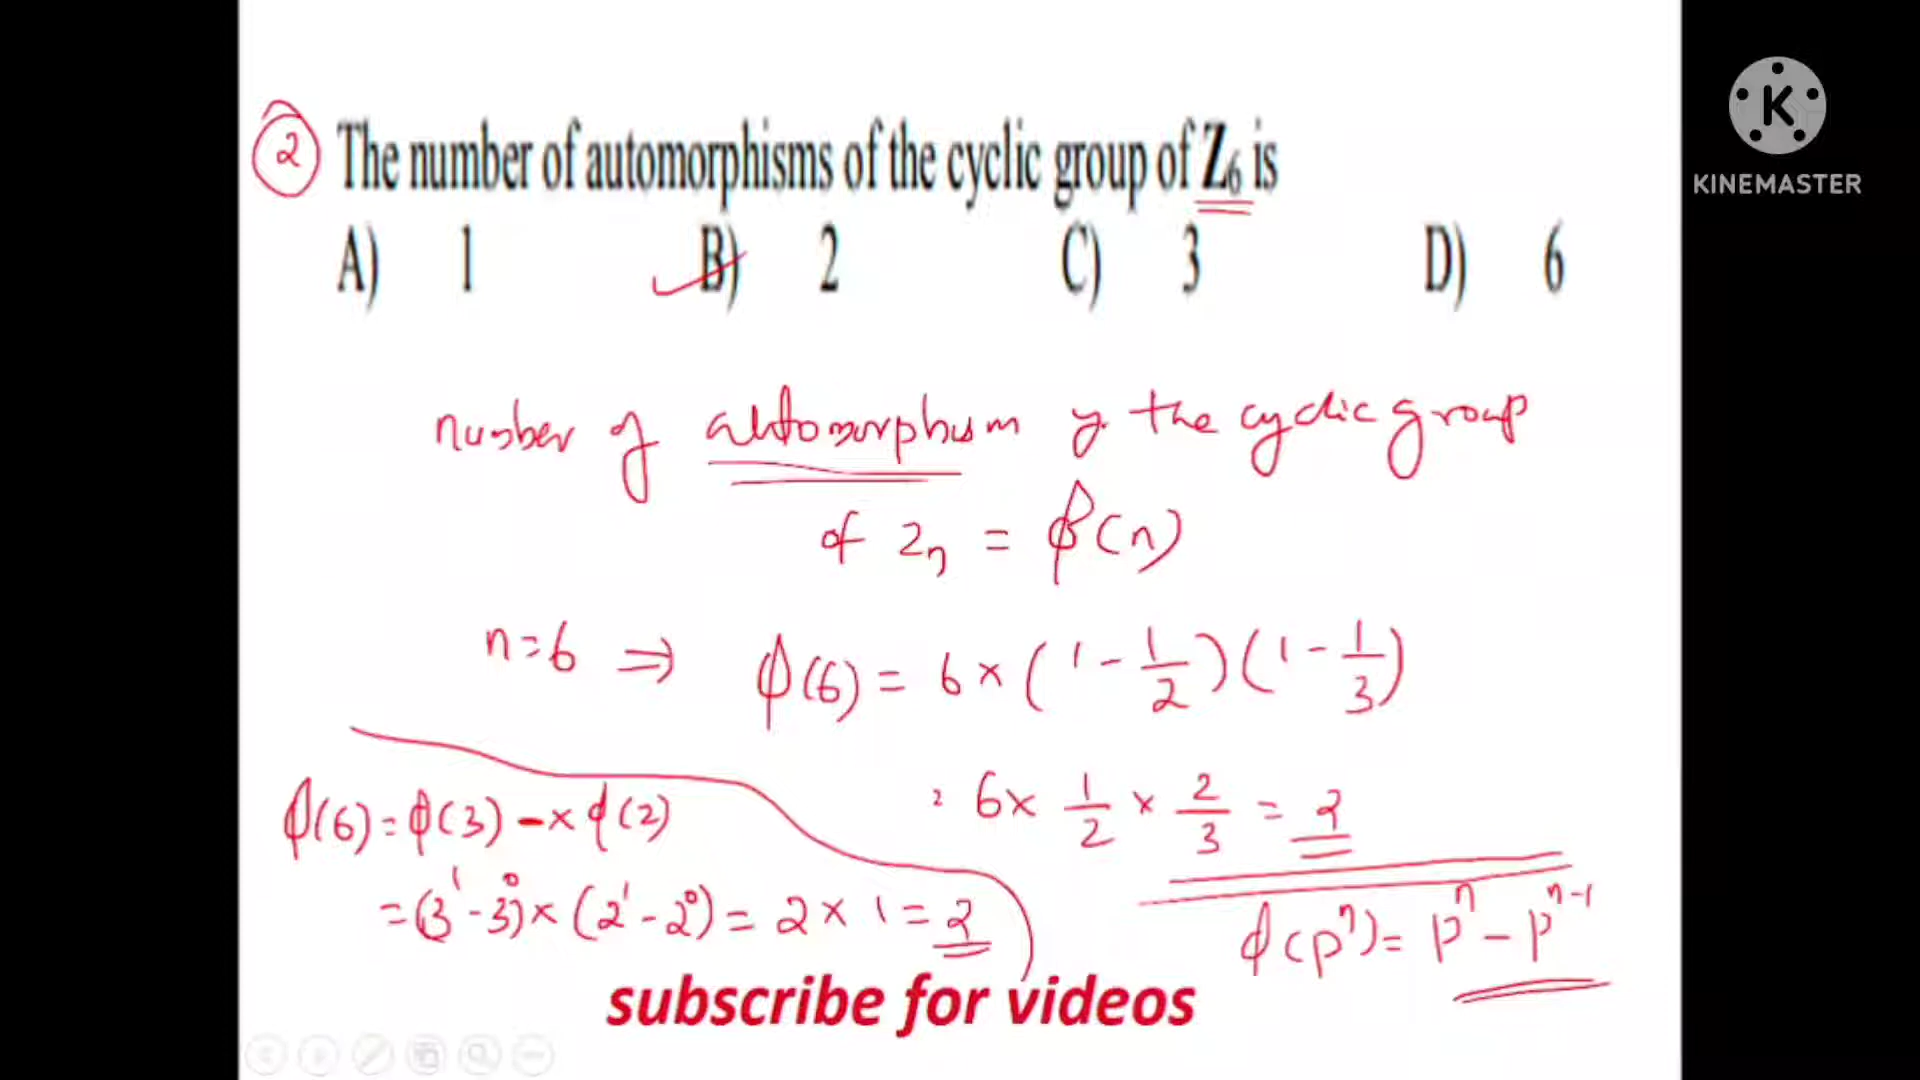 ② The number of automorphisms of the cyclic group of Z₆ is
A) 1 B) 2 C) 3 D) 6
number of automorphism of the cyclic group
of Zₙ = φ(n)
n=6 ⇒ φ(6) = 6 × (1 - 1/2) (1 - 1/3)
= 6 × 1/2 × 2/3 = 2
φ(6) = φ(3) × φ(2)
= (3¹ - 3⁰) × (2¹ - 2⁰) = 2 × 1 = 2
φ(pⁿ) = pⁿ - pⁿ⁻¹
subscribe for videos
K
KINEMASTER